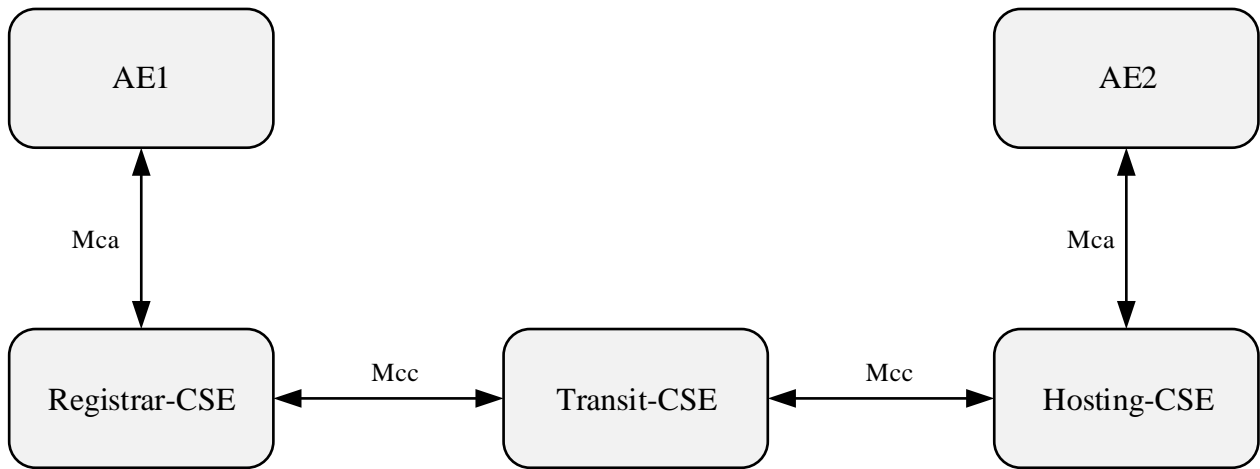 AE1
AE2
Mca
Mca
Registrar-CSE
Mcc
Transit-CSE
Mcc
Hosting-CSE